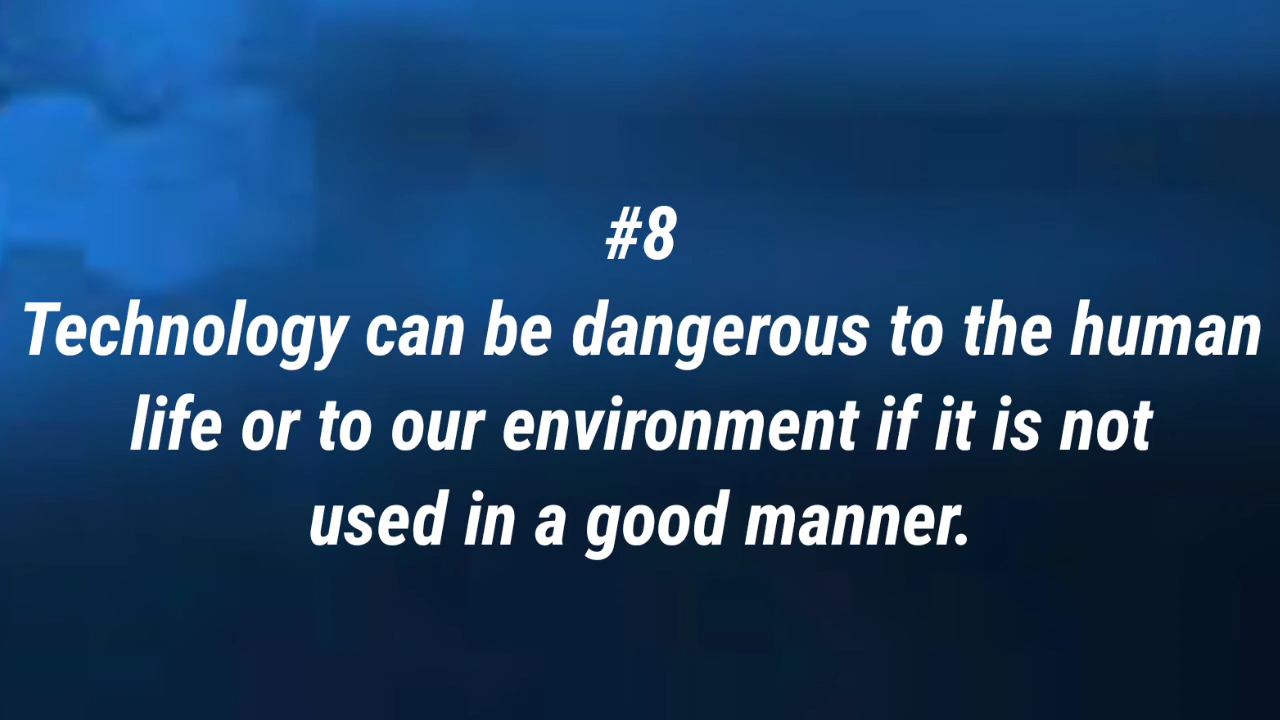 #8
Technology can be dangerous to the human
life or to our environment if it is not
used in a good manner.